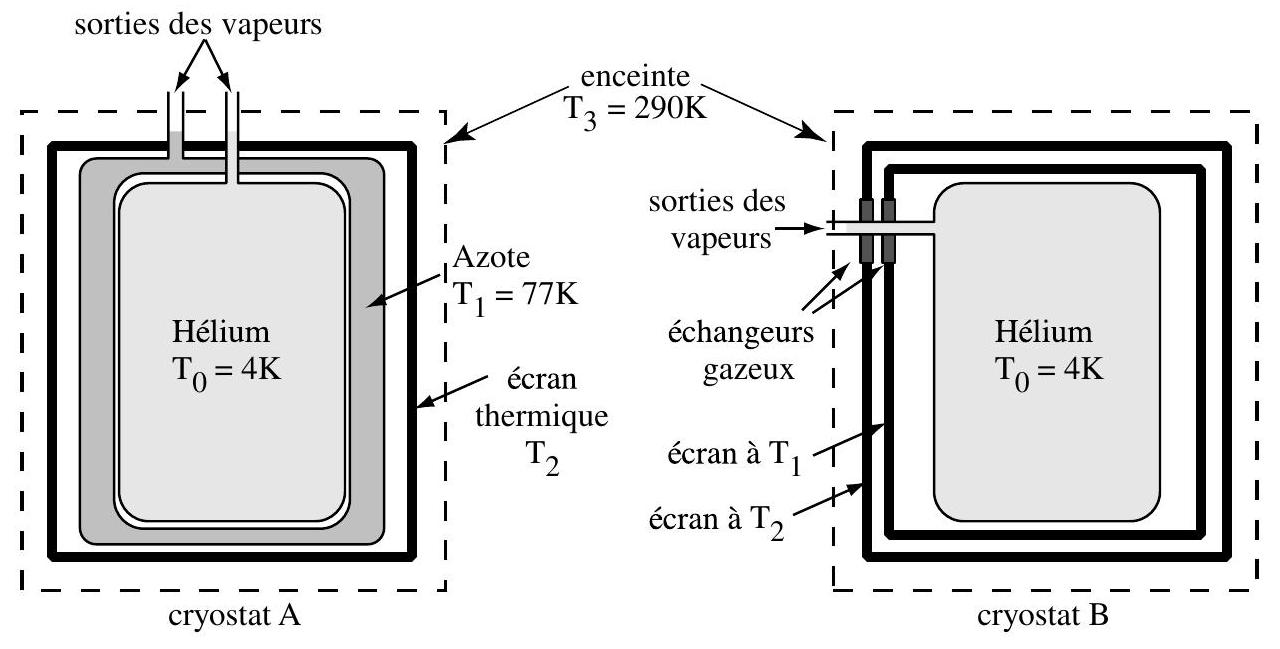 sorties des vapeurs
enceinte
T3 = 290K
Azote
T1 = 77K
Hélium
T0 = 4K
écran
thermique
T2
cryostat A
sorties des
vapeurs
échangeurs
gazeux
Hélium
T0 = 4K
écran à T1
écran à T2
cryostat B